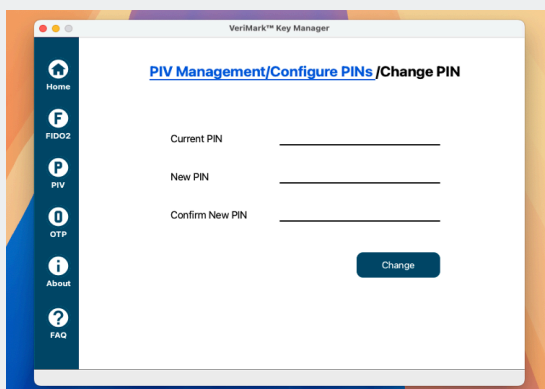 VeriMark™ Key Manager
Home
F
FIDO2
P
PIV
O
OTP
i
About
?
FAQ
PIV Management/Configure PINs /Change PIN
Current PIN
New PIN
Confirm New PIN
Change